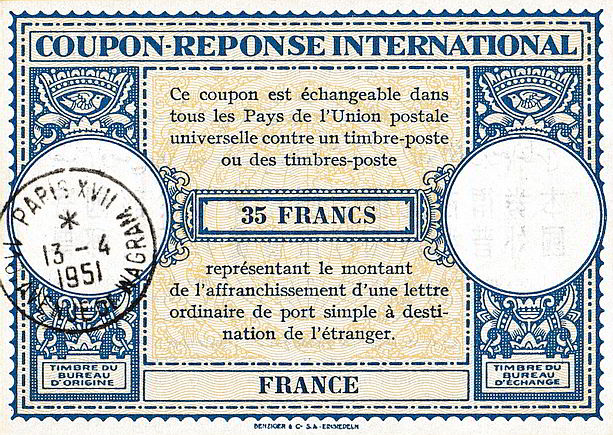 COUPON-REPONSE INTERNATIONAL
Ce coupon est échangeable dans
tous les Pays de l'Union postale
universelle contre un timbre-poste
ou des timbres-poste
35 FRANCS
représentant le montant
de l'affranchissement d'une lettre
ordinaire de port simple à desti-
nation de l'étranger.
PARIS XVII
*
13 - 4
1951
WAGRAM
TIMBRE DU
BUREAU
D'ORIGINE
FRANCE
TIMBRE DU
BUREAU
D'ÉCHANGE
BENZIGER & Co S.A. - EINSIEDELN